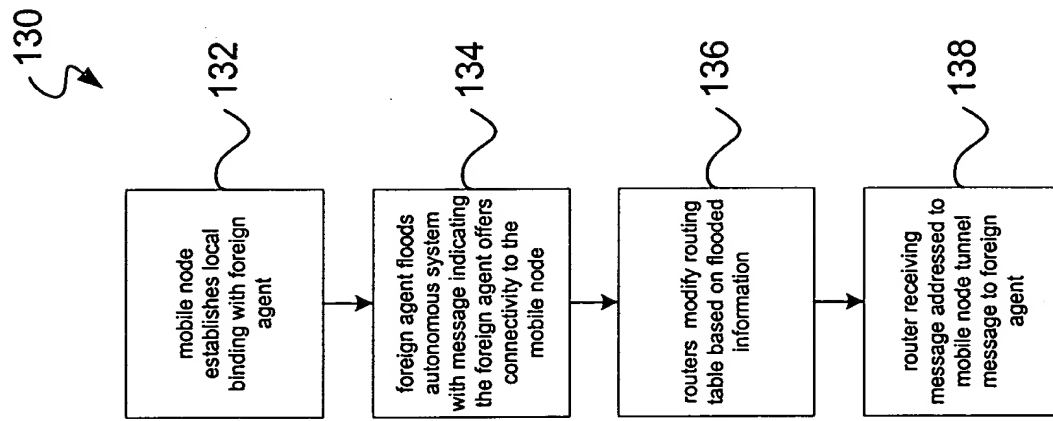 130
132
mobile node
establishes local
binding with foreign
agent
134
foreign agent floods
autonomous system
with message indicating
the foreign agent offers
connectivity to the
mobile node
136
routers modify routing
table based on flooded
information
138
router receiving
message addressed to
mobile node tunnel
message to foreign
agent